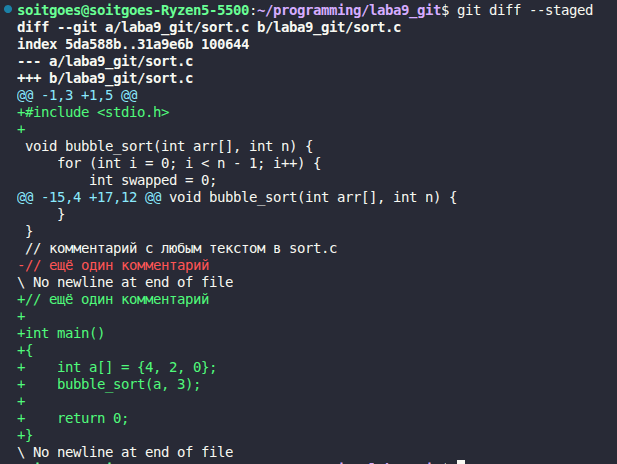 soitgoes@soitgoes-Ryzen5-5500:~/programming/laba9_git$ git diff --staged
diff --git a/laba9_git/sort.c b/laba9_git/sort.c
index 5da588b..31a9e6b 100644
--- a/laba9_git/sort.c
+++ b/laba9_git/sort.c
@@ -1,3 +1,5 @@
+#include <stdio.h>
+
 void bubble_sort(int arr[], int n) {
     for (int i = 0; i < n - 1; i++) {
         int swapped = 0;
@@ -15,4 +17,12 @@ void bubble_sort(int arr[], int n) {
     }
 }
 // комментарий с любым текстом в sort.c
-// ещё один комментарий
\ No newline at end of file
+// ещё один комментарий
+
+int main()
+{
+    int a[] = {4, 2, 0};
+    bubble_sort(a, 3);
+
+    return 0;
+}
\ No newline at end of file